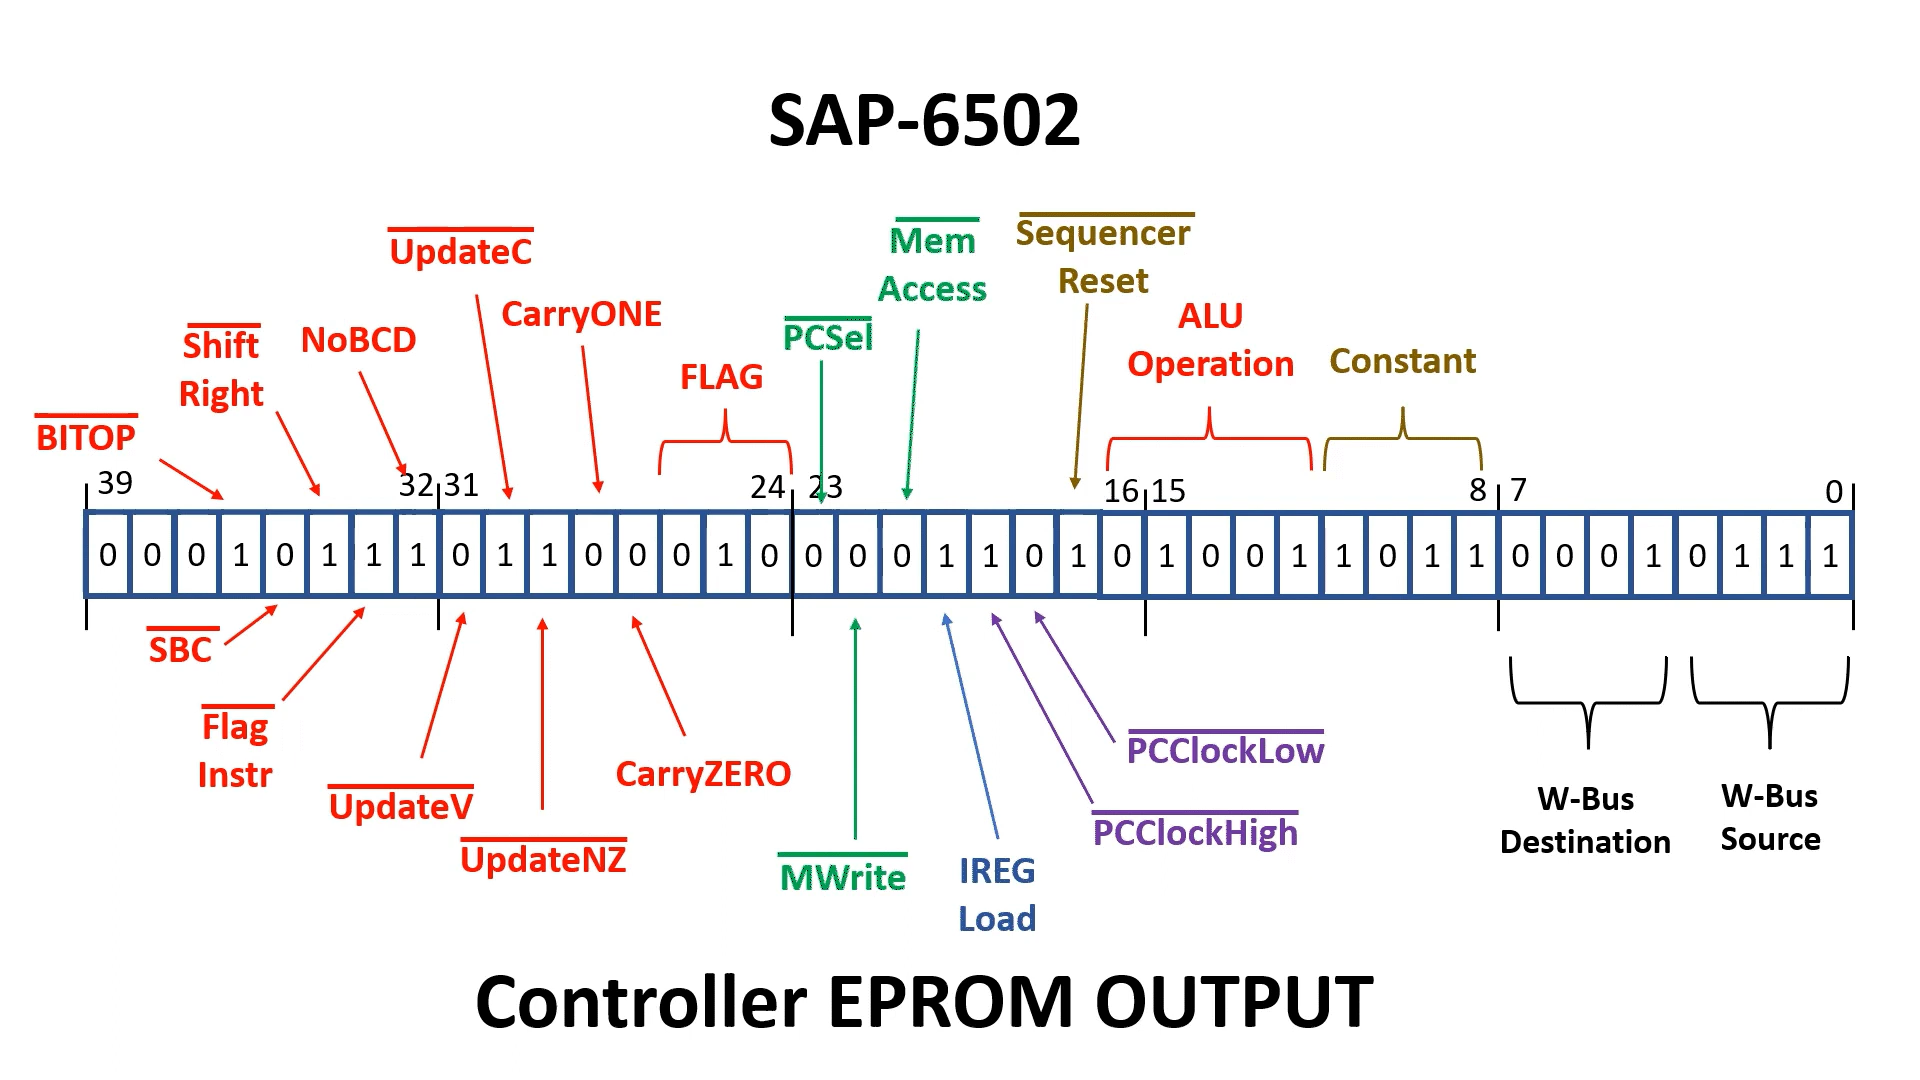 SAP-6502
UpdateC
Mem
Access
Sequencer
Reset
CarryONE
Shift
Right
NoBCD
PCSel
ALU
Operation
Constant
FLAG
BITOP
39 32 31 24 23 16 15 8 7 0
0 0 0 1 0 1 1 1 0 1 1 0 0 0 1 0 0 0 0 1 1 0 1 0 1 0 0 1 1 0 1 1 0 0 0 1 0 1 1 1
SBC
Flag
Instr
UpdateV
UpdateNZ
CarryZERO
MWrite
IREG
Load
PCClockLow
PCClockHigh
W-Bus
Destination
W-Bus
Source
Controller EPROM OUTPUT